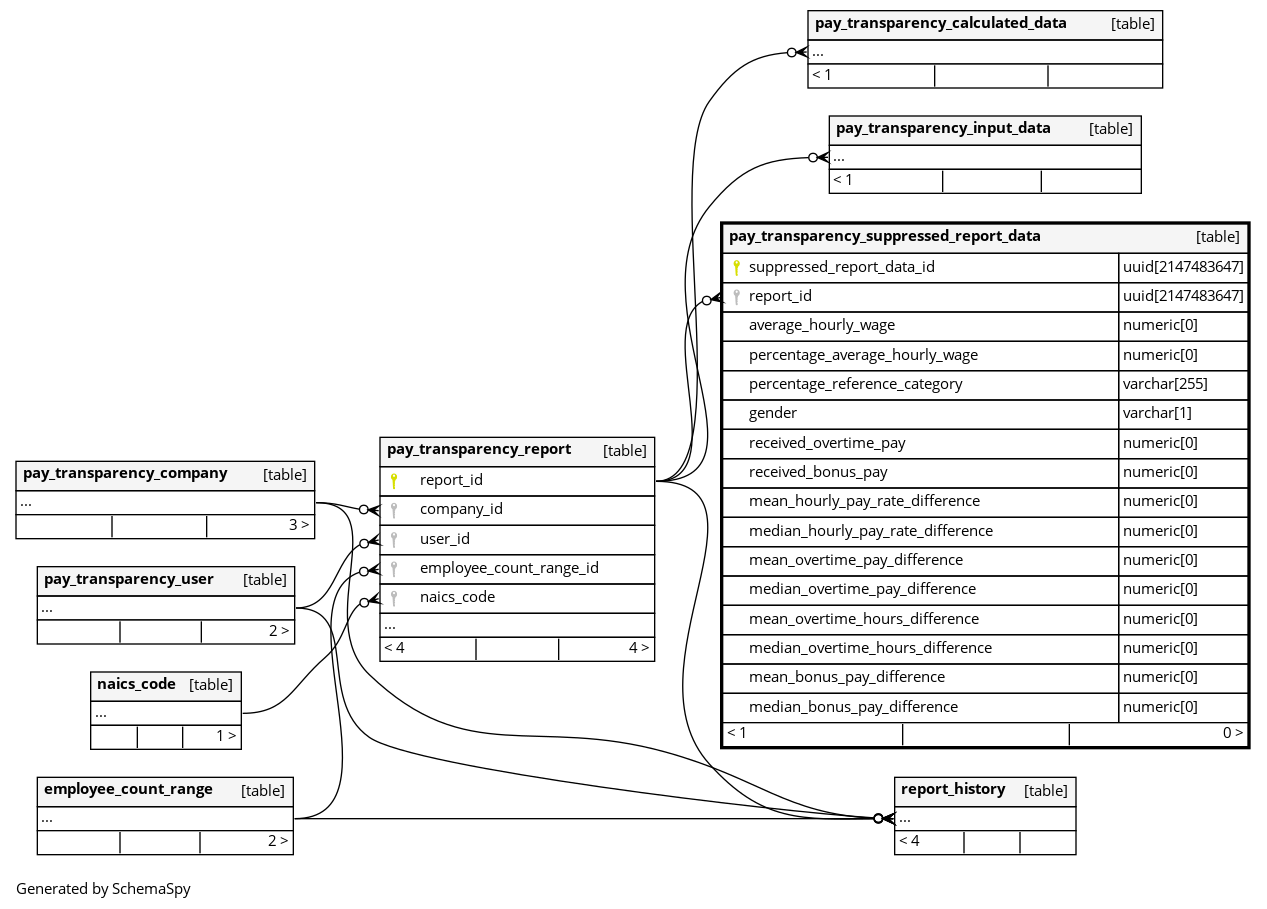 pay_transparency_calculated_data [table]
...
< 1
pay_transparency_input_data [table]
...
< 1
pay_transparency_suppressed_report_data [table]
suppressed_report_data_id uuid[2147483647]
report_id uuid[2147483647]
average_hourly_wage numeric[0]
percentage_average_hourly_wage numeric[0]
percentage_reference_category varchar[255]
gender varchar[1]
received_overtime_pay numeric[0]
received_bonus_pay numeric[0]
mean_hourly_pay_rate_difference numeric[0]
median_hourly_pay_rate_difference numeric[0]
mean_overtime_pay_difference numeric[0]
median_overtime_pay_difference numeric[0]
mean_overtime_hours_difference numeric[0]
median_overtime_hours_difference numeric[0]
mean_bonus_pay_difference numeric[0]
median_bonus_pay_difference numeric[0]
< 1 0 >
pay_transparency_report [table]
report_id
company_id
user_id
employee_count_range_id
naics_code
...
< 4 4 >
pay_transparency_company [table]
...
3 >
pay_transparency_user [table]
...
2 >
naics_code [table]
...
1 >
employee_count_range [table]
...
2 >
report_history [table]
...
< 4
Generated by SchemaSpy